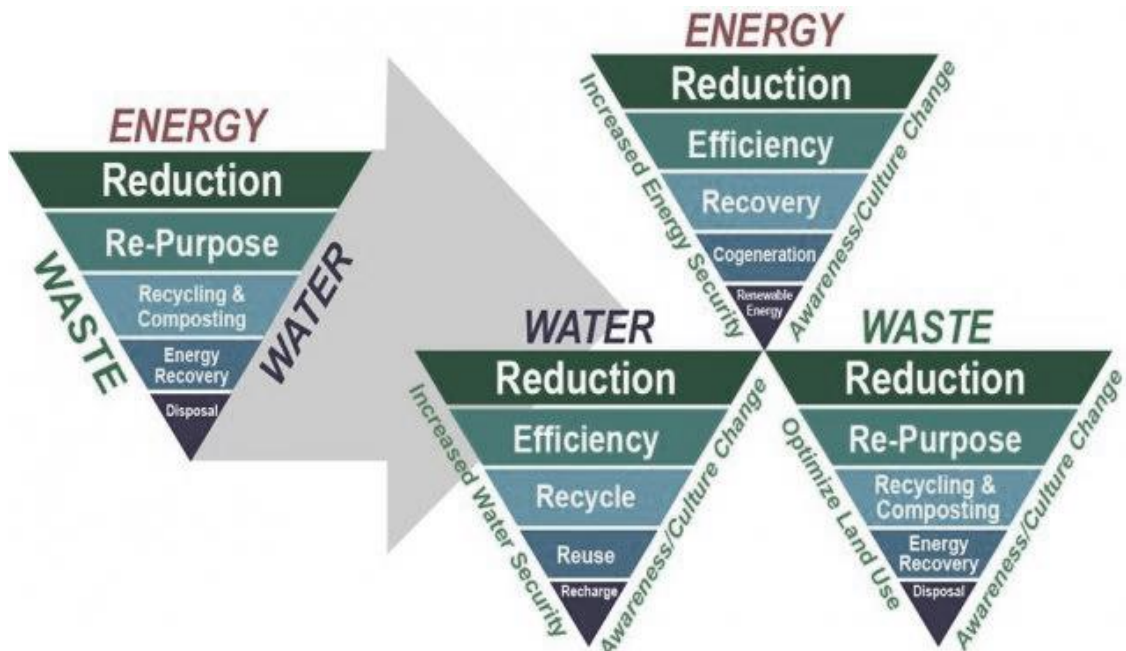 ENERGY
Reduction
Re-Purpose
Recycling &
Composting
Energy
Recovery
Disposal
WASTE
WATER
ENERGY
Reduction
Efficiency
Recovery
Cogeneration
Renewable
Energy
Increased Energy Security
Awareness/Culture Change
WATER
Reduction
Efficiency
Recycle
Reuse
Recharge
Increased Water Security
Awareness/Culture Change
WASTE
Reduction
Re-Purpose
Recycling &
Composting
Energy
Recovery
Disposal
Optimize Land Use
Awareness/Culture Change